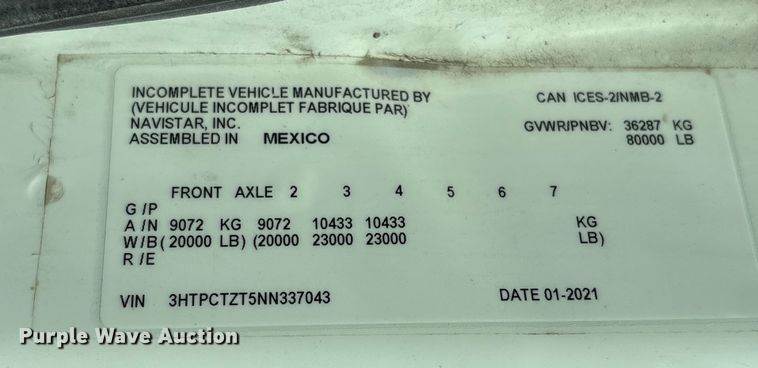 INCOMPLETE VEHICLE MANUFACTURED BY
(VEHICULE INCOMPLET FABRIQUE PAR)
NAVISTAR, INC.
ASSEMBLED IN MEXICO
CAN ICES-2/NMB-2
GVWR/PNBV: 36287 KG
80000 LB
FRONT AXLE 2 3 4 5 6 7
G /P
A /N 9072 KG 9072 10433 10433 KG
W/B ( 20000 LB) (20000 23000 23000 LB)
R /E
VIN 3HTPCTZT5NN337043 DATE 01-2021
Purple Wave Auction